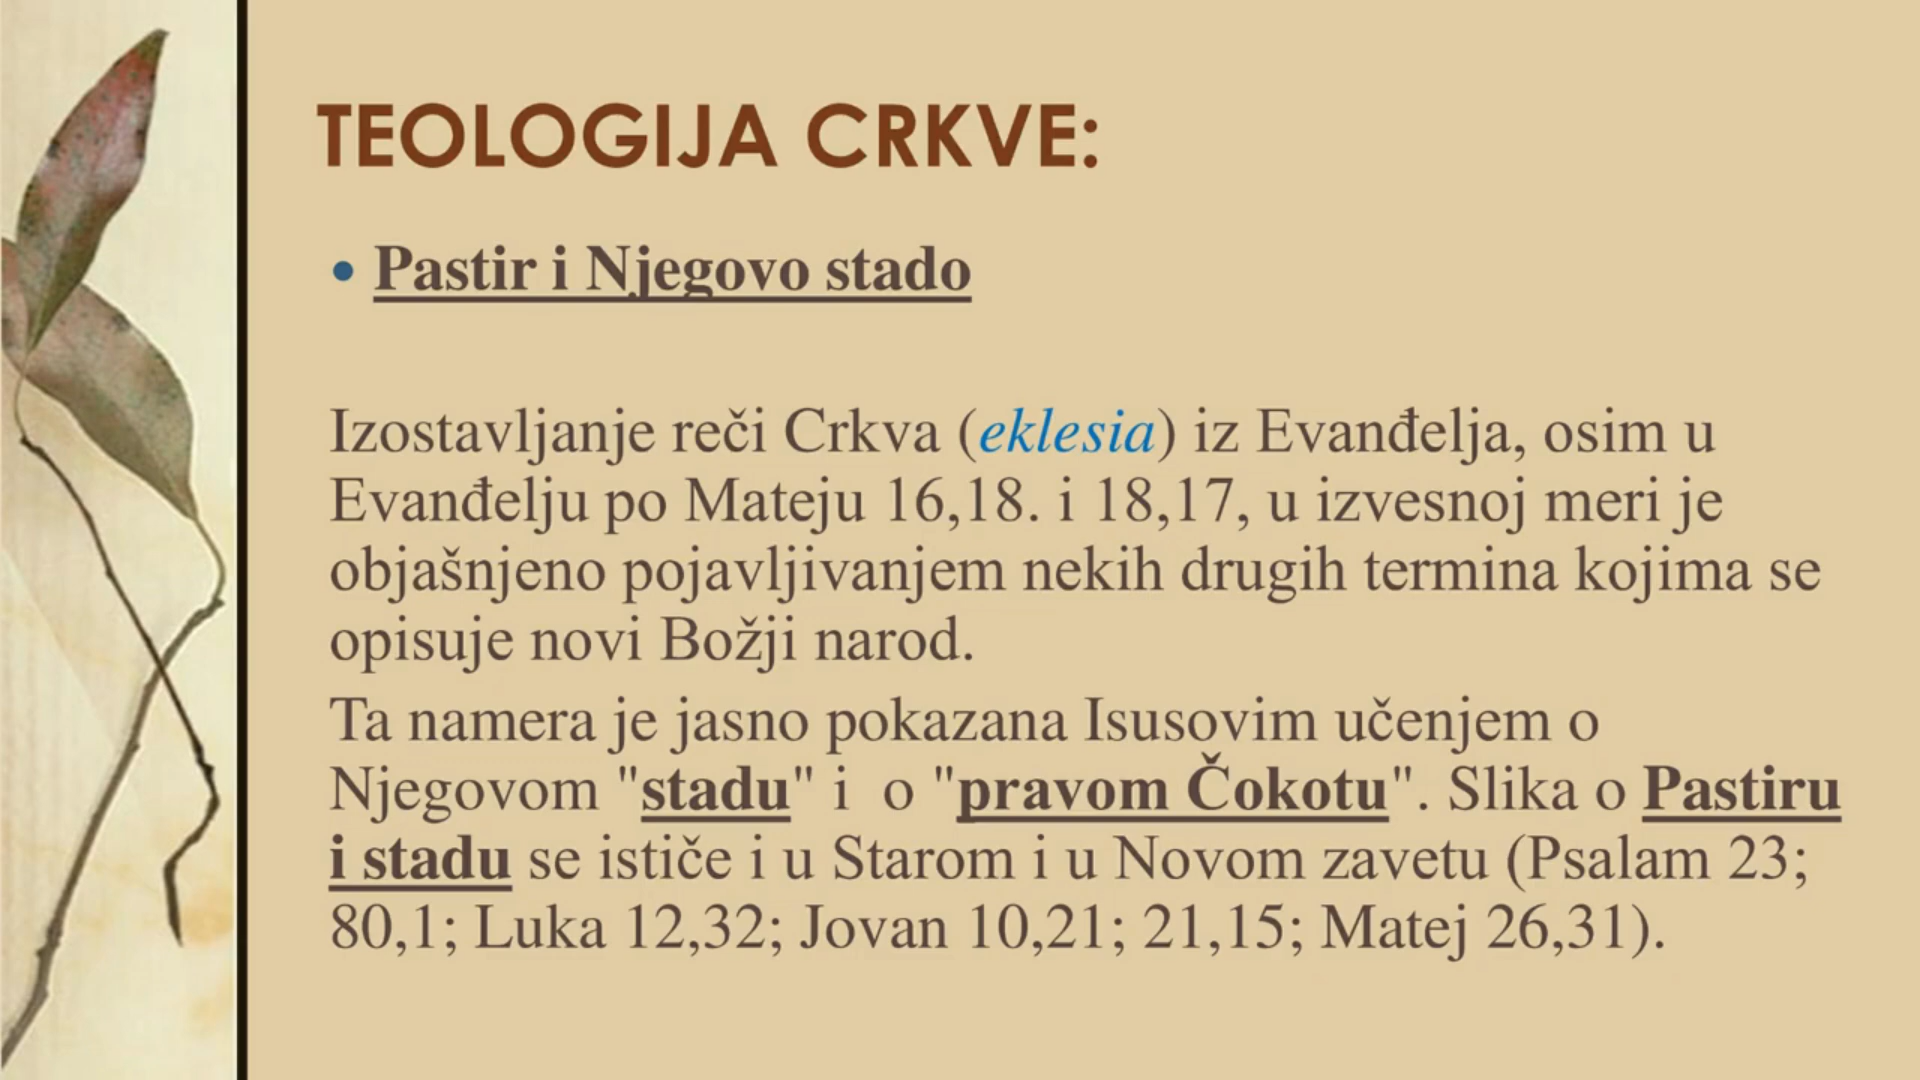 TEOLOGIJA CRKVE:
• Pastir i Njegovo stado
Izostavljanje reči Crkva (eklesia) iz Evanđelja, osim u
Evanđelju po Mateju 16,18. i 18,17, u izvesnoj meri je
objašnjeno pojavljivanjem nekih drugih termina kojima se
opisuje novi Božji narod.
Ta namera je jasno pokazana Isusovim učenjem o
Njegovom "stadu" i  o "pravom Čokotu". Slika o Pastiru
i stadu se ističe i u Starom i u Novom zavetu (Psalam 23;
80,1; Luka 12,32; Jovan 10,21; 21,15; Matej 26,31).